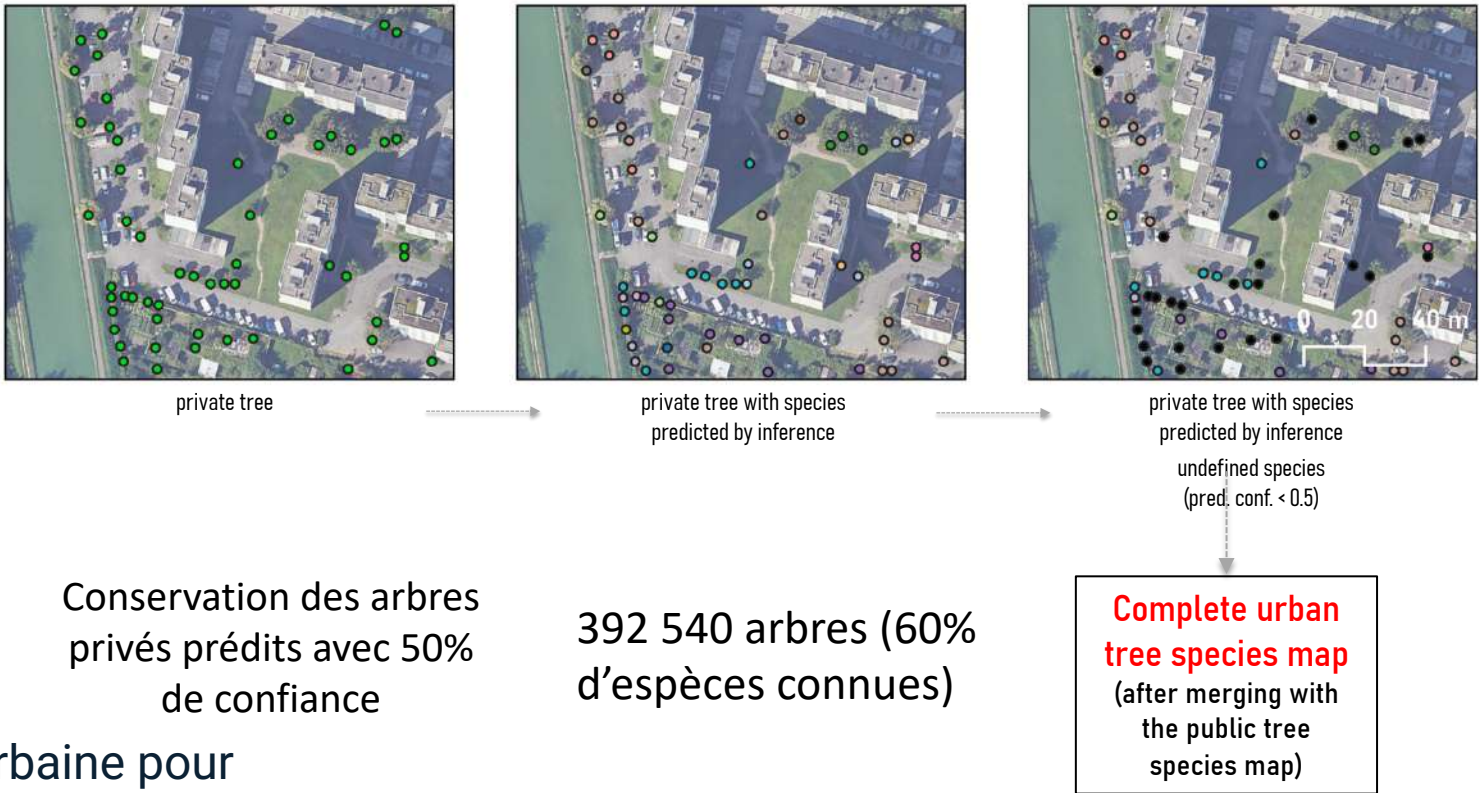 0 20 40 m
private tree
private tree with species
predicted by inference
private tree with species
predicted by inference
undefined species
(pred. conf. < 0.5)
Conservation des arbres
privés prédits avec 50%
de confiance
392 540 arbres (60%
d'espèces connues)
Complete urban
tree species map
(after merging with
the public tree
species map)
rbaine pour